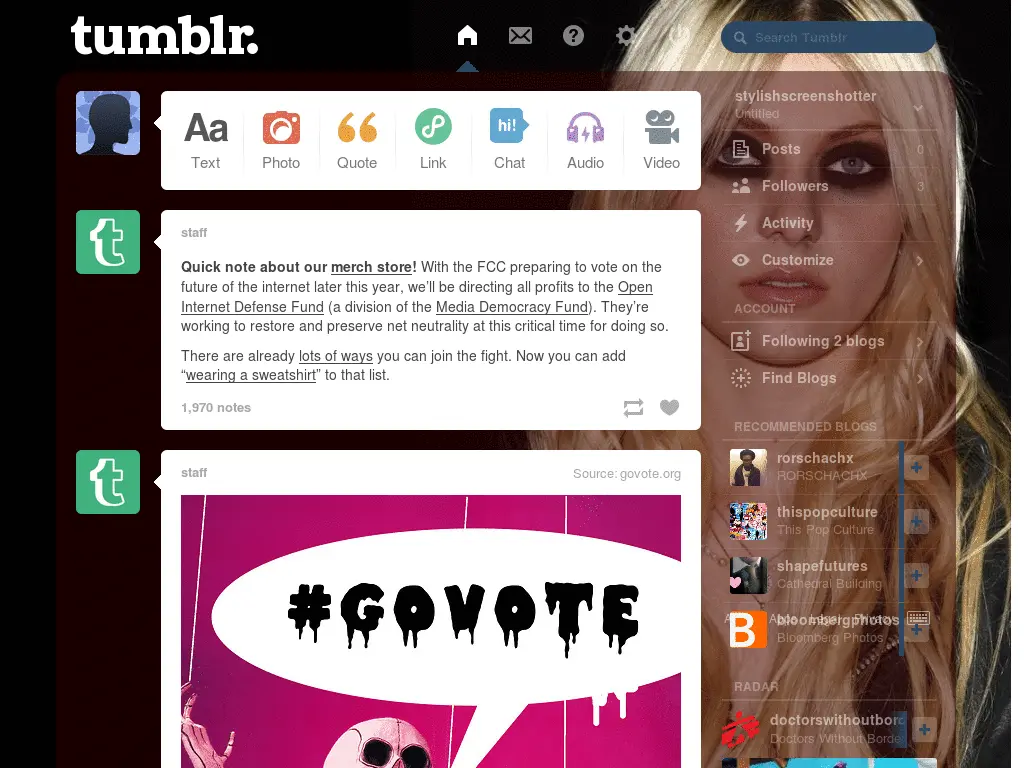 tumblr.
Search Tumblr
Aa
hi!
Text Photo Quote Link Chat Audio Video
staff
Quick note about our merch store! With the FCC preparing to vote on the
future of the internet later this year, we'll be directing all profits to the Open
Internet Defense Fund (a division of the Media Democracy Fund). They're
working to restore and preserve net neutrality at this critical time for doing so.
There are already lots of ways you can join the fight. Now you can add
“wearing a sweatshirt” to that list.
1,970 notes
staff
Source: govote.org
#GOVOTE
stylishscreenshotter
Untitled
Posts 0
Followers 3
Activity
Customize
ACCOUNT
Following 2 blogs
Find Blogs
RECOMMENDED BLOGS
rorschachx
RORSCHACHX
thispopculture
This Pop Culture
shapefutures
Cathedral Building
Apps Legal Privacy
bloombergphotos
Bloomberg Photos
RADAR
doctorswithoutbord
Doctors Without Borde